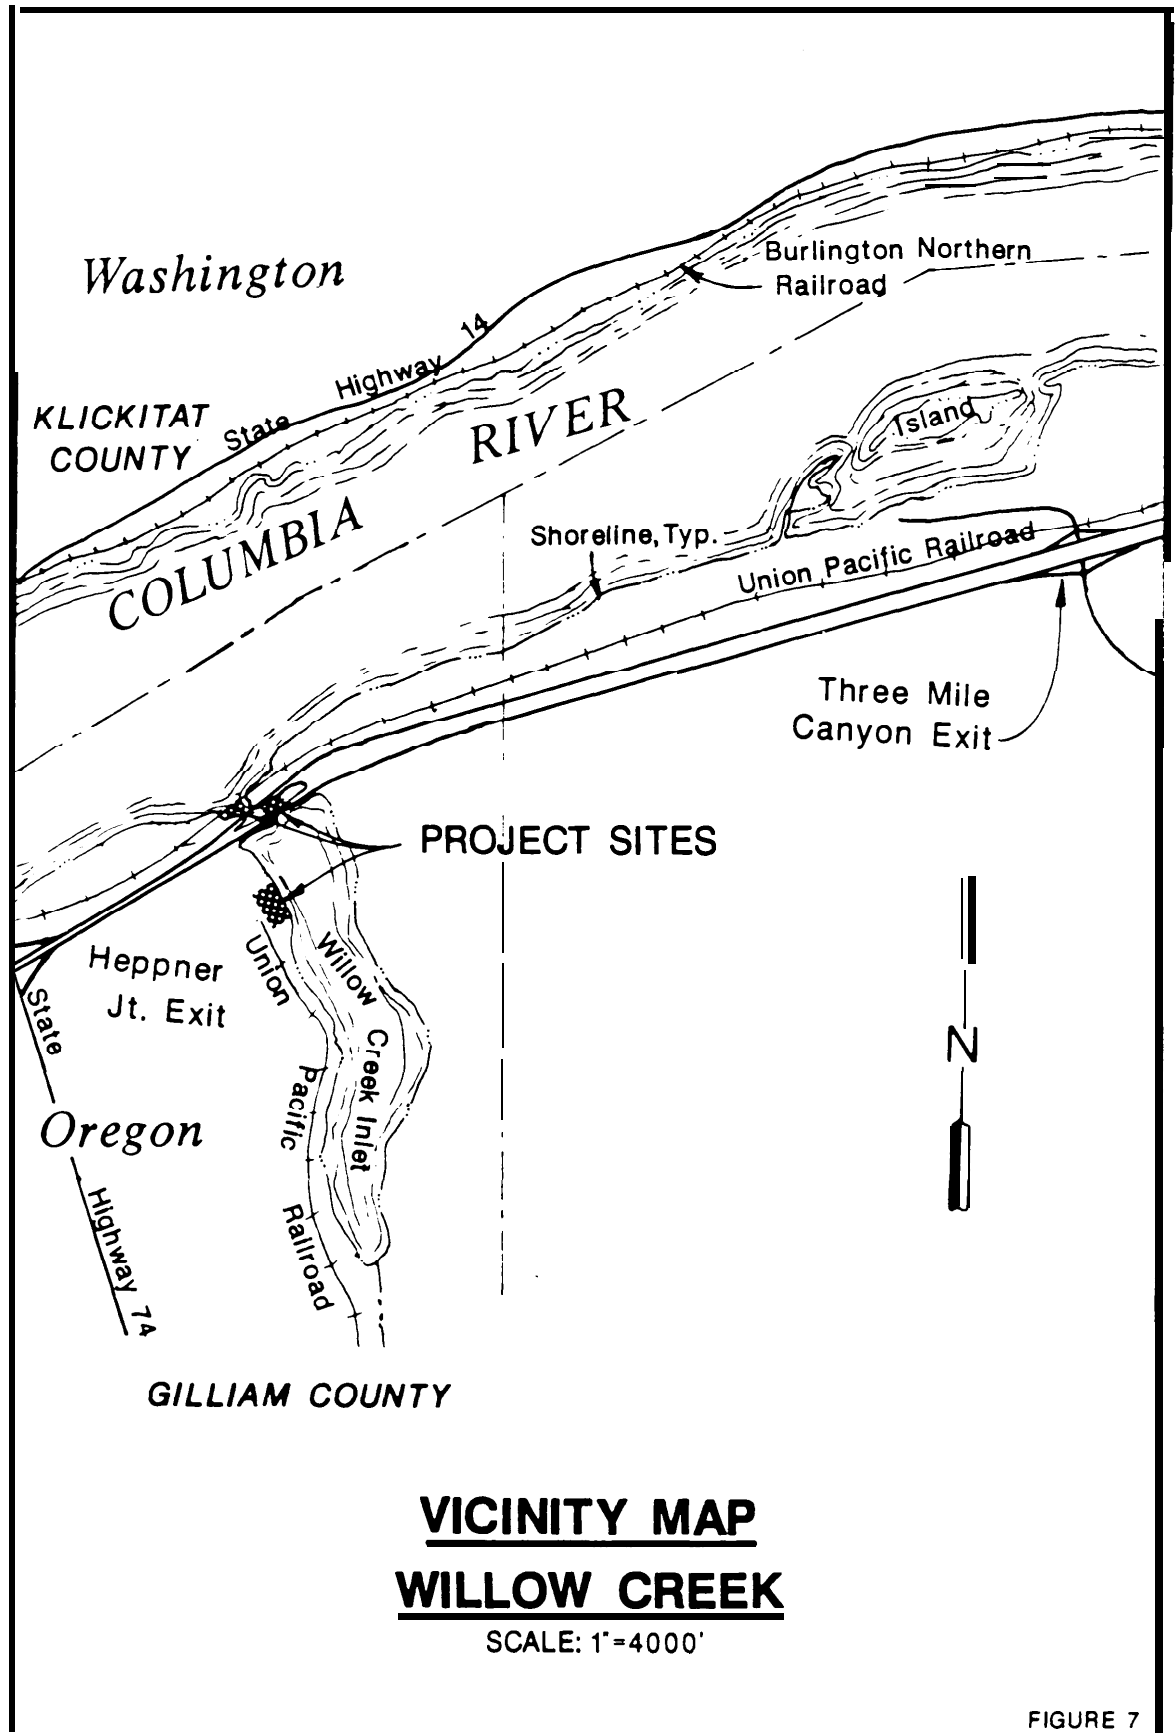 Washington
Burlington Northern
Railroad
State Highway 14
KLICKITAT
COUNTY
COLUMBIA RIVER
Island
Shoreline, Typ.
Union Pacific Railroad
Three Mile
Canyon Exit
PROJECT SITES
Heppner
Jt. Exit
Union Pacific Railroad
Willow Creek Inlet
N
State Highway 74
Oregon
GILLIAM COUNTY
VICINITY MAP
WILLOW CREEK
SCALE: 1"=4000'
FIGURE 7